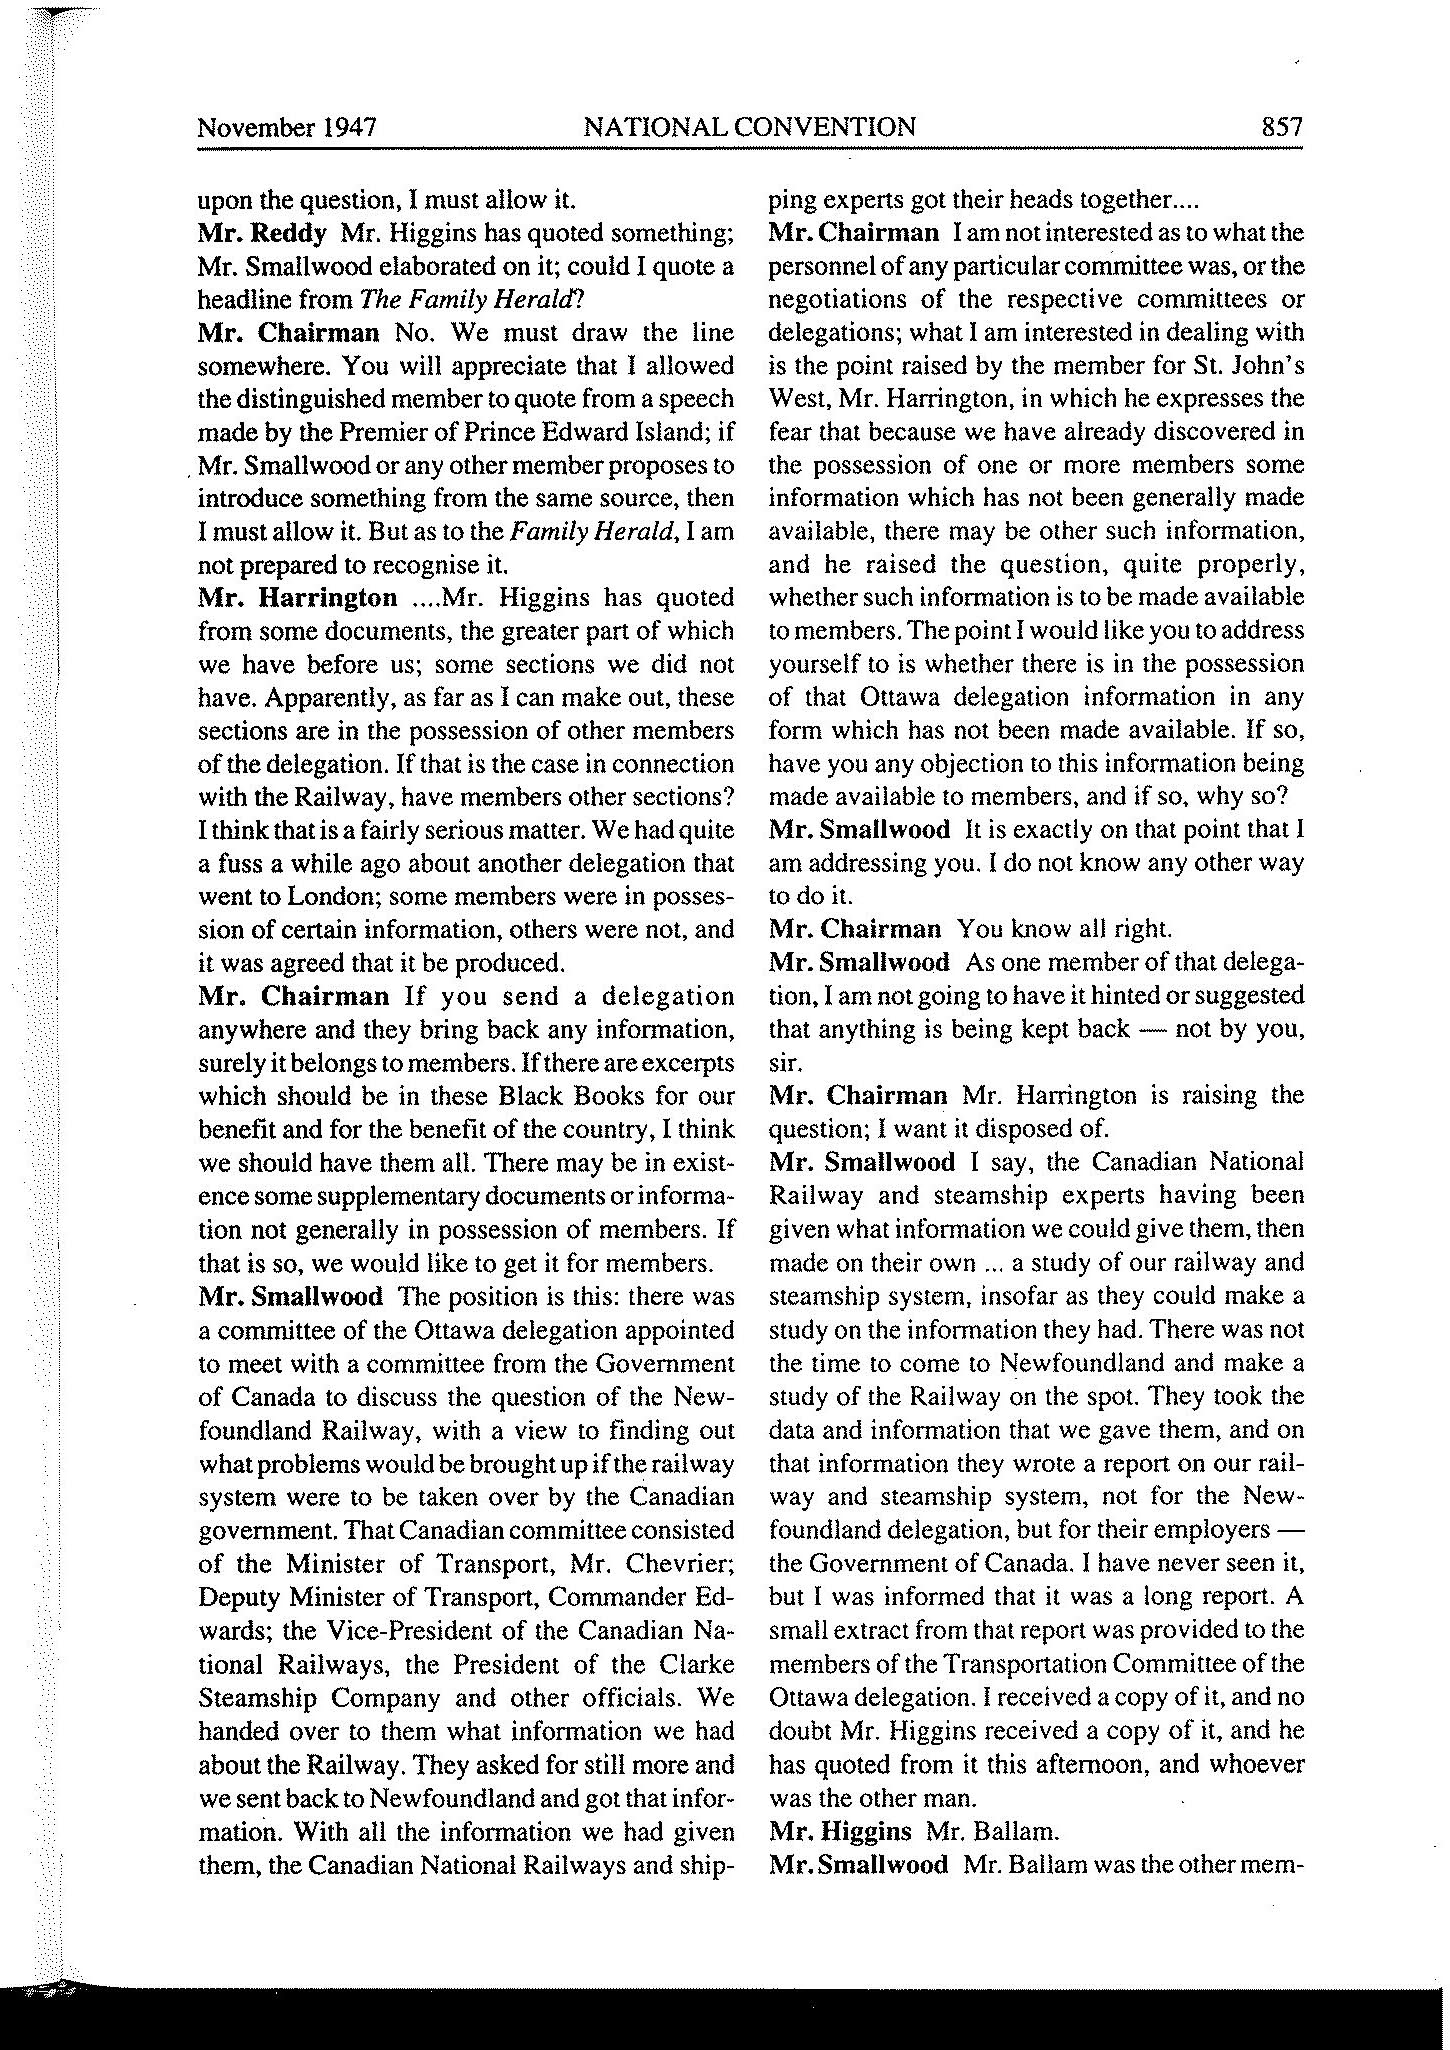 November 1947 NATIONAL CONVENTION 857
upon the question, I must allow it.
Mr. Reddy Mr. Higgins has quoted something;
Mr. Smallwood elaborated on it; could I quote a
headline from The Family Herald?
Mr. Chairman No. We must draw the line
somewhere. You will appreciate that I allowed
the distinguished member to quote from a speech
made by the Premier of Prince Edward Island; if
Mr. Smallwood or any other member proposes to
introduce something from the same source, then
I must allow it. But as to the Family Herald, I am
not prepared to recognise it.
Mr. Harrington ....Mr. Higgins has quoted
from some documents, the greater part of which
we have before us; some sections we did not
have. Apparently, as far as I can make out, these
sections are in the possession of other members
of the delegation. If that is the case in connection
with the Railway, have members other sections?
I think that is a fairly serious matter. We had quite
a fuss a while ago about another delegation that
went to London; some members were in posses-
sion of certain information, others were not, and
it was agreed that it be produced.
Mr. Chairman If you send a delegation
anywhere and they bring back any information,
surely it belongs to members. If there are excerpts
which should be in these Black Books for our
benefit and for the benefit of the country, I think
we should have them all. There may be in exist-
ence some supplementary documents or informa-
tion not generally in possession of members. If
that is so, we would like to get it for members.
Mr. Smallwood The position is this: there was
a committee of the Ottawa delegation appointed
to meet with a committee from the Government
of Canada to discuss the question of the New-
foundland Railway, with a view to finding out
what problems would be brought up if the railway
system were to be taken over by the Canadian
government. That Canadian committee consisted
of the Minister of Transport, Mr. Chevrier;
Deputy Minister of Transport, Commander Ed-
wards; the Vice-President of the Canadian Na-
tional Railways, the President of the Clarke
Steamship Company and other officials. We
handed over to them what information we had
about the Railway. They asked for still more and
we sent back to Newfoundland and got that infor-
mation. With all the information we had given
them, the Canadian National Railways and ship-
ping experts got their heads together....
Mr. Chairman I am not interested as to what the
personnel of any particular committee was, or the
negotiations of the respective committees or
delegations; what I am interested in dealing with
is the point raised by the member for St. John's
West, Mr. Harrington, in which he expresses the
fear that because we have already discovered in
the possession of one or more members some
information which has not been generally made
available, there may be other such information,
and he raised the question, quite properly,
whether such information is to be made available
to members. The point I would like you to address
yourself to is whether there is in the possession
of that Ottawa delegation information in any
form which has not been made available. If so,
have you any objection to this information being
made available to members, and if so, why so?
Mr. Smallwood It is exactly on that point that I
am addressing you. I do not know any other way
to do it.
Mr. Chairman You know all right.
Mr. Smallwood As one member of that delega-
tion, I am not going to have it hinted or suggested
that anything is being kept back — not by you,
sir.
Mr. Chairman Mr. Harrington is raising the
question; I want it disposed of.
Mr. Smallwood I say, the Canadian National
Railway and steamship experts having been
given what information we could give them, then
made on their own ... a study of our railway and
steamship system, insofar as they could make a
study on the information they had. There was not
the time to come to Newfoundland and make a
study of the Railway on the spot. They took the
data and information that we gave them, and on
that information they wrote a report on our rail-
way and steamship system, not for the New-
foundland delegation, but for their employers —
the Government of Canada. I have never seen it,
but I was informed that it was a long report. A
small extract from that report was provided to the
members of the Transportation Committee of the
Ottawa delegation. I received a copy of it, and no
doubt Mr. Higgins received a copy of it, and he
has quoted from it this afternoon, and whoever
was the other man.
Mr. Higgins Mr. Ballam.
Mr. Smallwood Mr. Ballam was the other mem-